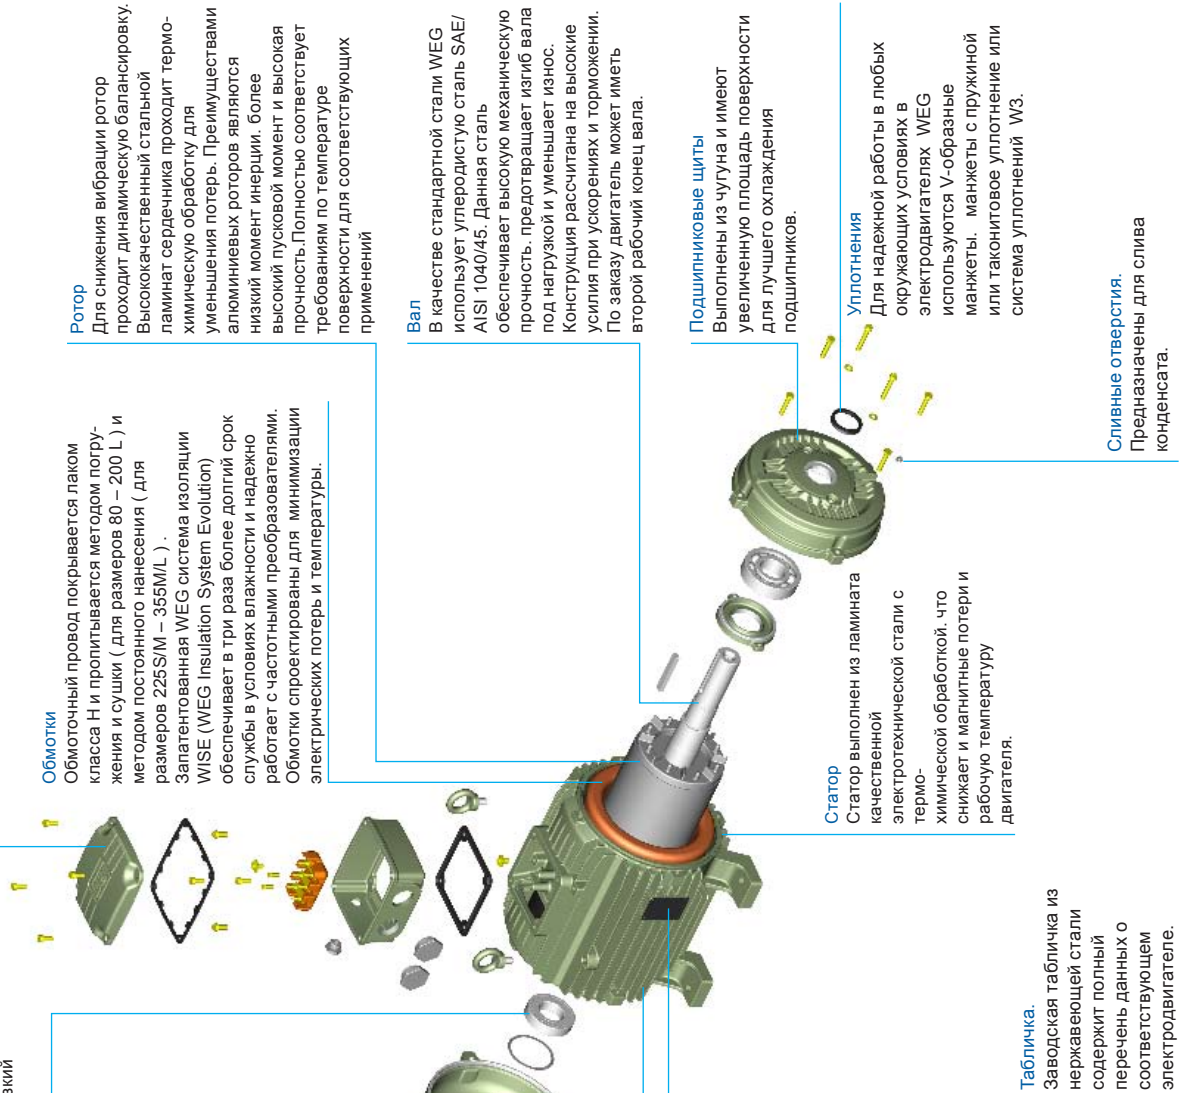 Обмотки
Обмоточный провод покрывается лаком
класса Н и пропитывается методом погру-
жения и сушки ( для размеров 80 – 200 L ) и
методом постоянного нанесения ( для
размеров 225S/M – 355M/L ) .
Запатентованная WEG система изоляции
WISE (WEG Insulation System Evolution)
обеспечивает в три раза более долгий срок
службы в условиях влажности и надежно
работает с частотными преобразователями.
Обмотки спроектированы для минимизации
электрических потерь и температуры.
Ротор
Для снижения вибрации ротор
проходит динамическую балансировку.
Высококачественный стальной
ламинат сердечника проходит термо-
химическую обработку для
уменьшения потерь. Преимуществами
алюминиевых роторов являются
низкий момент инерции. более
высокий пусковой момент и высокая
прочность.Полностью соответствует
требованиям по температуре
поверхности для соответствующих
применений
Вал
В качестве стандартной стали WEG
использует углеродистую сталь SAE/
AISI 1040/45. Данная сталь
обеспечивает высокую механическую
прочность. предотвращает изгиб вала
под нагрузкой и уменьшает износ.
Конструкция рассчитана на высокие
усилия при ускорениях и торможении.
По заказу двигатель может иметь
второй рабочий конец вала.
Подшипниковые щиты
Выполнены из чугуна и имеют
увеличенную площадь поверхности
для лучшего охлаждения
подшипников.
Уплотнения
Для надежной работы в любых
окружающих условиях в
электродвигателях WEG
используются V-образные
манжеты. манжеты с пружиной
или таконитовое уплотнение или
система уплотнений W3.
Статор
Статор выполнен из ламината
качественной
электротехнической стали с
термо-
химической обработкой. что
снижает и магнитные потери и
рабочую температуру
двигателя.
Сливные отверстия.
Предназначены для слива
конденсата.
Табличка.
Заводская табличка из
нержавеющей стали
содержит полный
перечень данных о
соответствующем
электродвигателе.